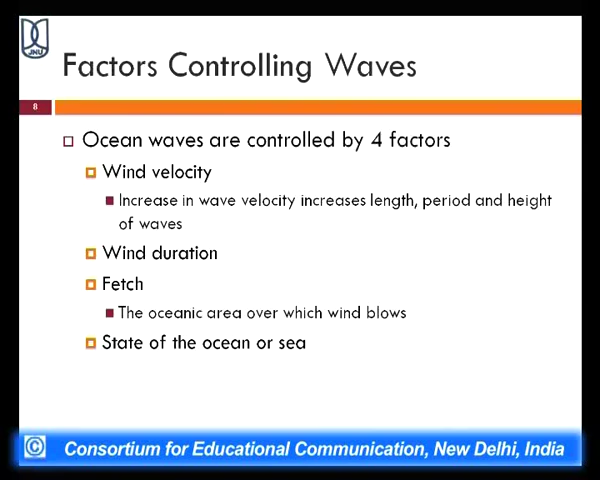 JNU
Factors Controlling Waves
8
Ocean waves are controlled by 4 factors
Wind velocity
Increase in wave velocity increases length, period and height
of waves
Wind duration
Fetch
The oceanic area over which wind blows
State of the ocean or sea
© Consortium for Educational Communication, New Delhi, India